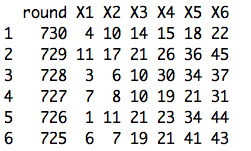 round X1 X2 X3 X4 X5 X6
1 730 4 10 14 15 18 22
2 729 11 17 21 26 36 45
3 728 3 6 10 30 34 37
4 727 7 8 10 19 21 31
5 726 1 11 21 23 34 44
6 725 6 7 19 21 41 43